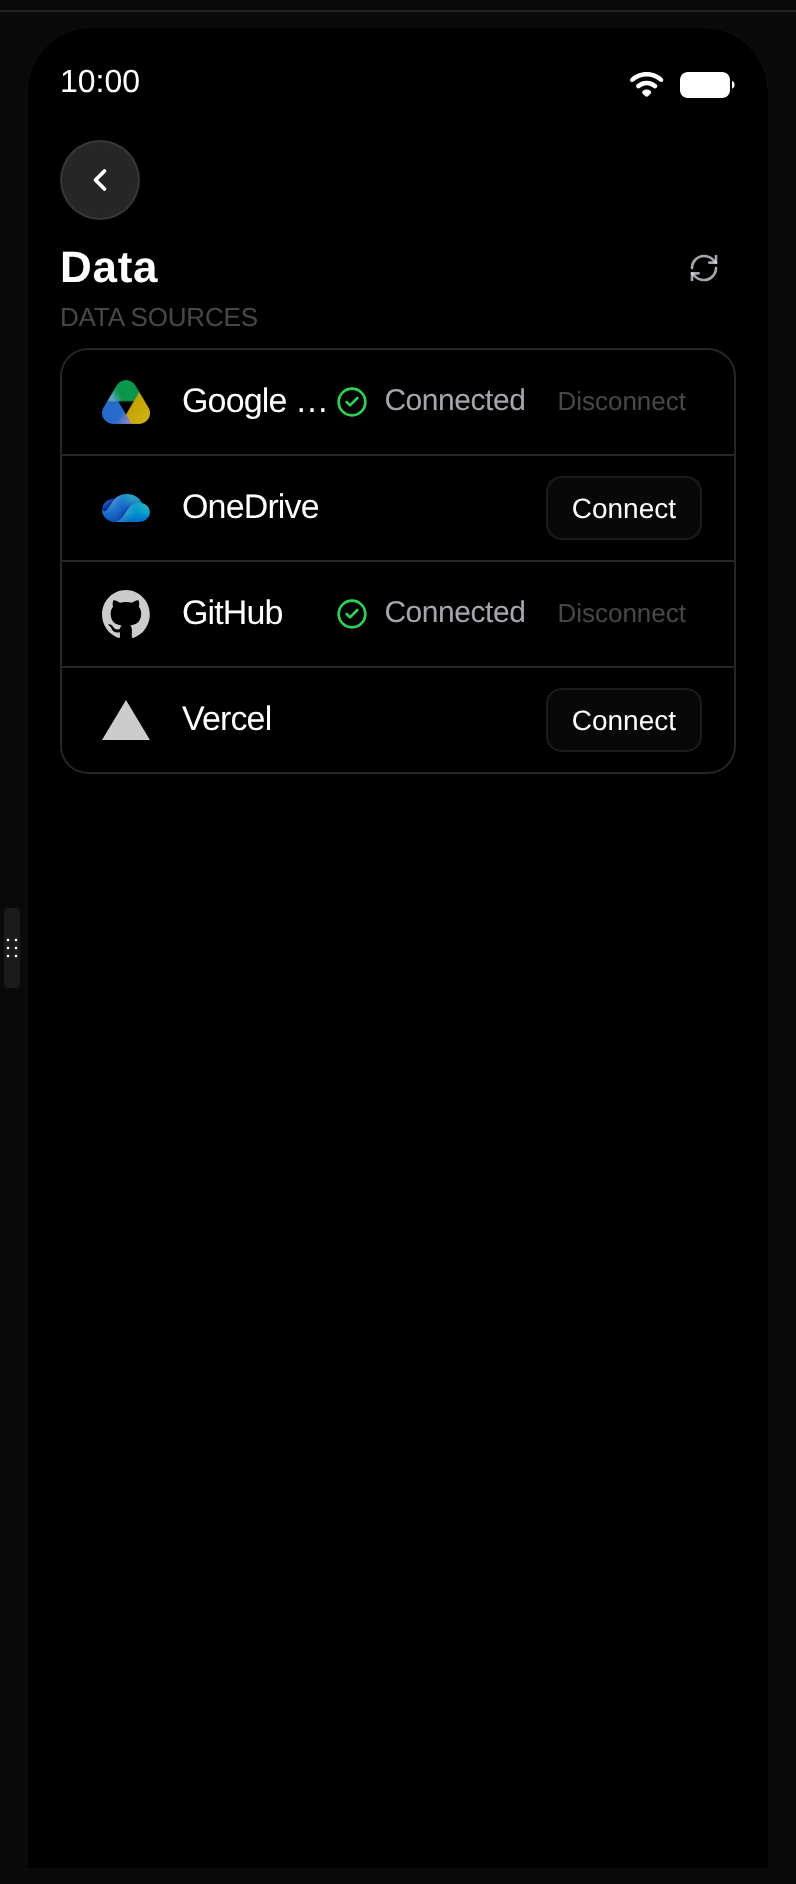 10:00
Data
DATA SOURCES
Google … Connected Disconnect
OneDrive Connect
GitHub Connected Disconnect
Vercel Connect